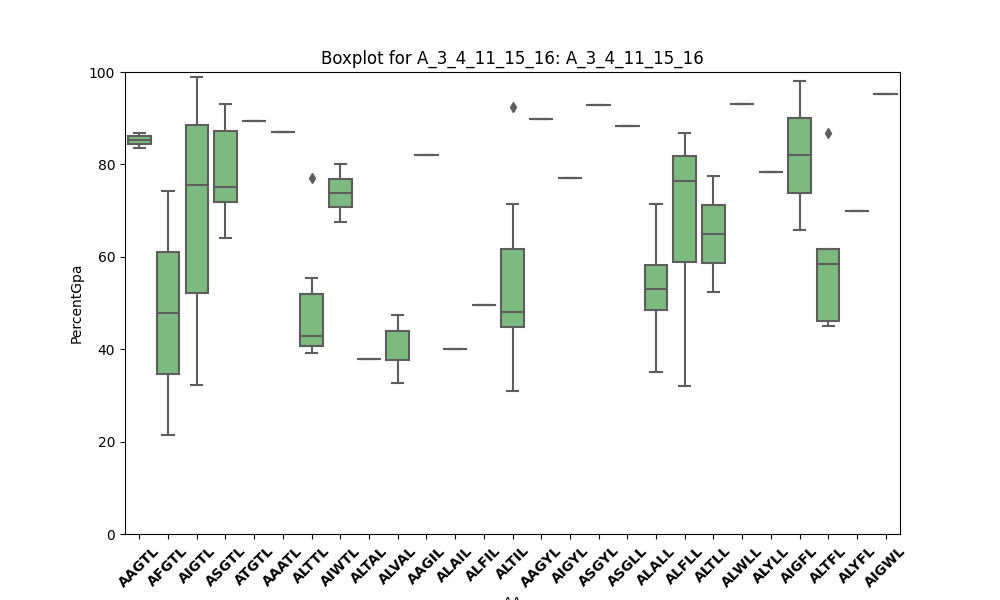 Boxplot for A_3_4_11_15_16: A_3_4_11_15_16
PercentGpa
100
80
60
40
20
0
AAGTL
AFGTL
AIGTL
ASGTL
ATGTL
AAATL
ALTTL
AIWTL
ALTAL
ALVAL
AAGIL
ALAIL
ALFIL
ALTIL
AAGYL
AIGYL
ASGYL
ASGLL
ALALL
ALFLL
ALTLL
ALWLL
ALYLL
AIGFL
ALTFL
ALYFL
AIGWL